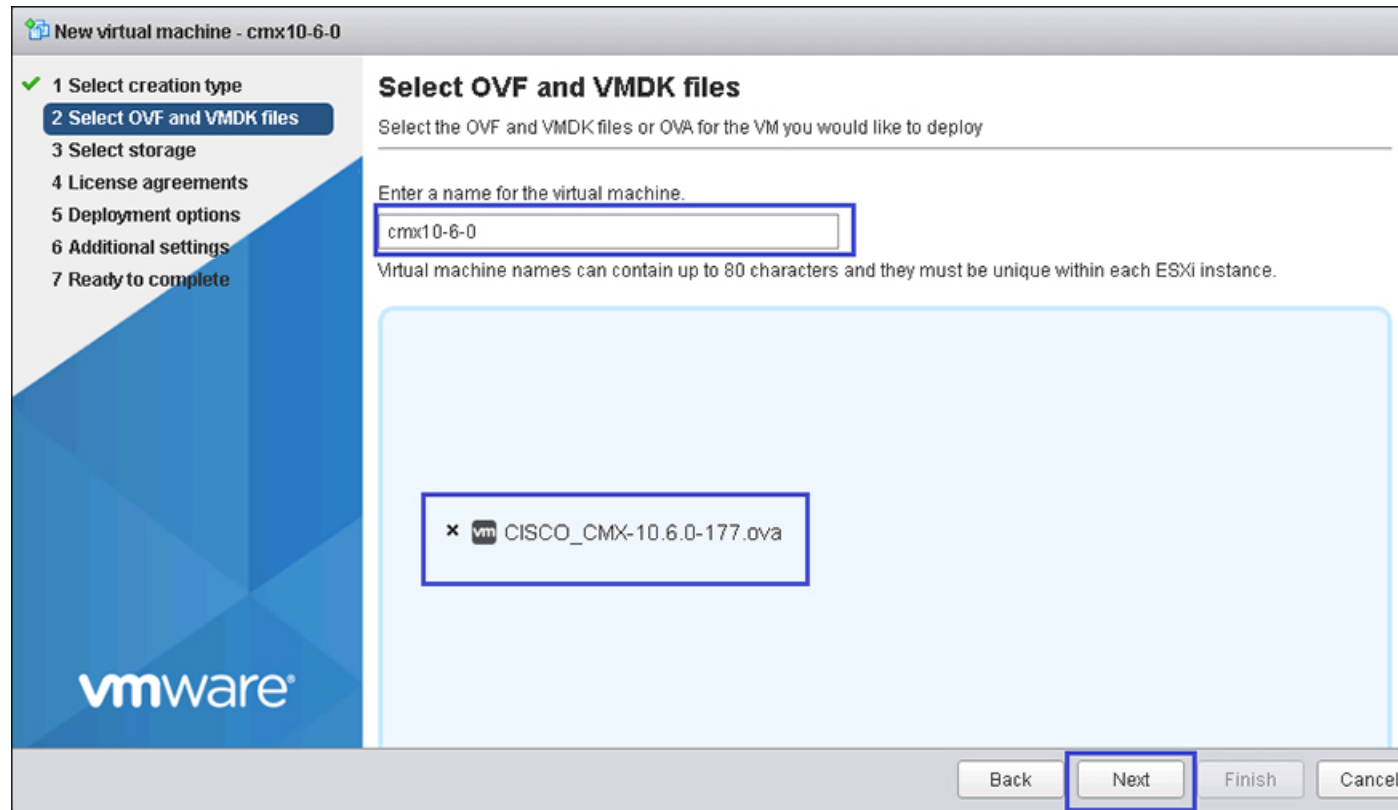 New virtual machine - cmx10-6-0
1 Select creation type
2 Select OVF and VMDK files
3 Select storage
4 License agreements
5 Deployment options
6 Additional settings
7 Ready to complete
vmware®
Select OVF and VMDK files
Select the OVF and VMDK files or OVA for the VM you would like to deploy
Enter a name for the virtual machine.
cmx10-6-0
Virtual machine names can contain up to 80 characters and they must be unique within each ESXi instance.
vm CISCO_CMX-10.6.0-177.ova
Back Next Finish Cancel